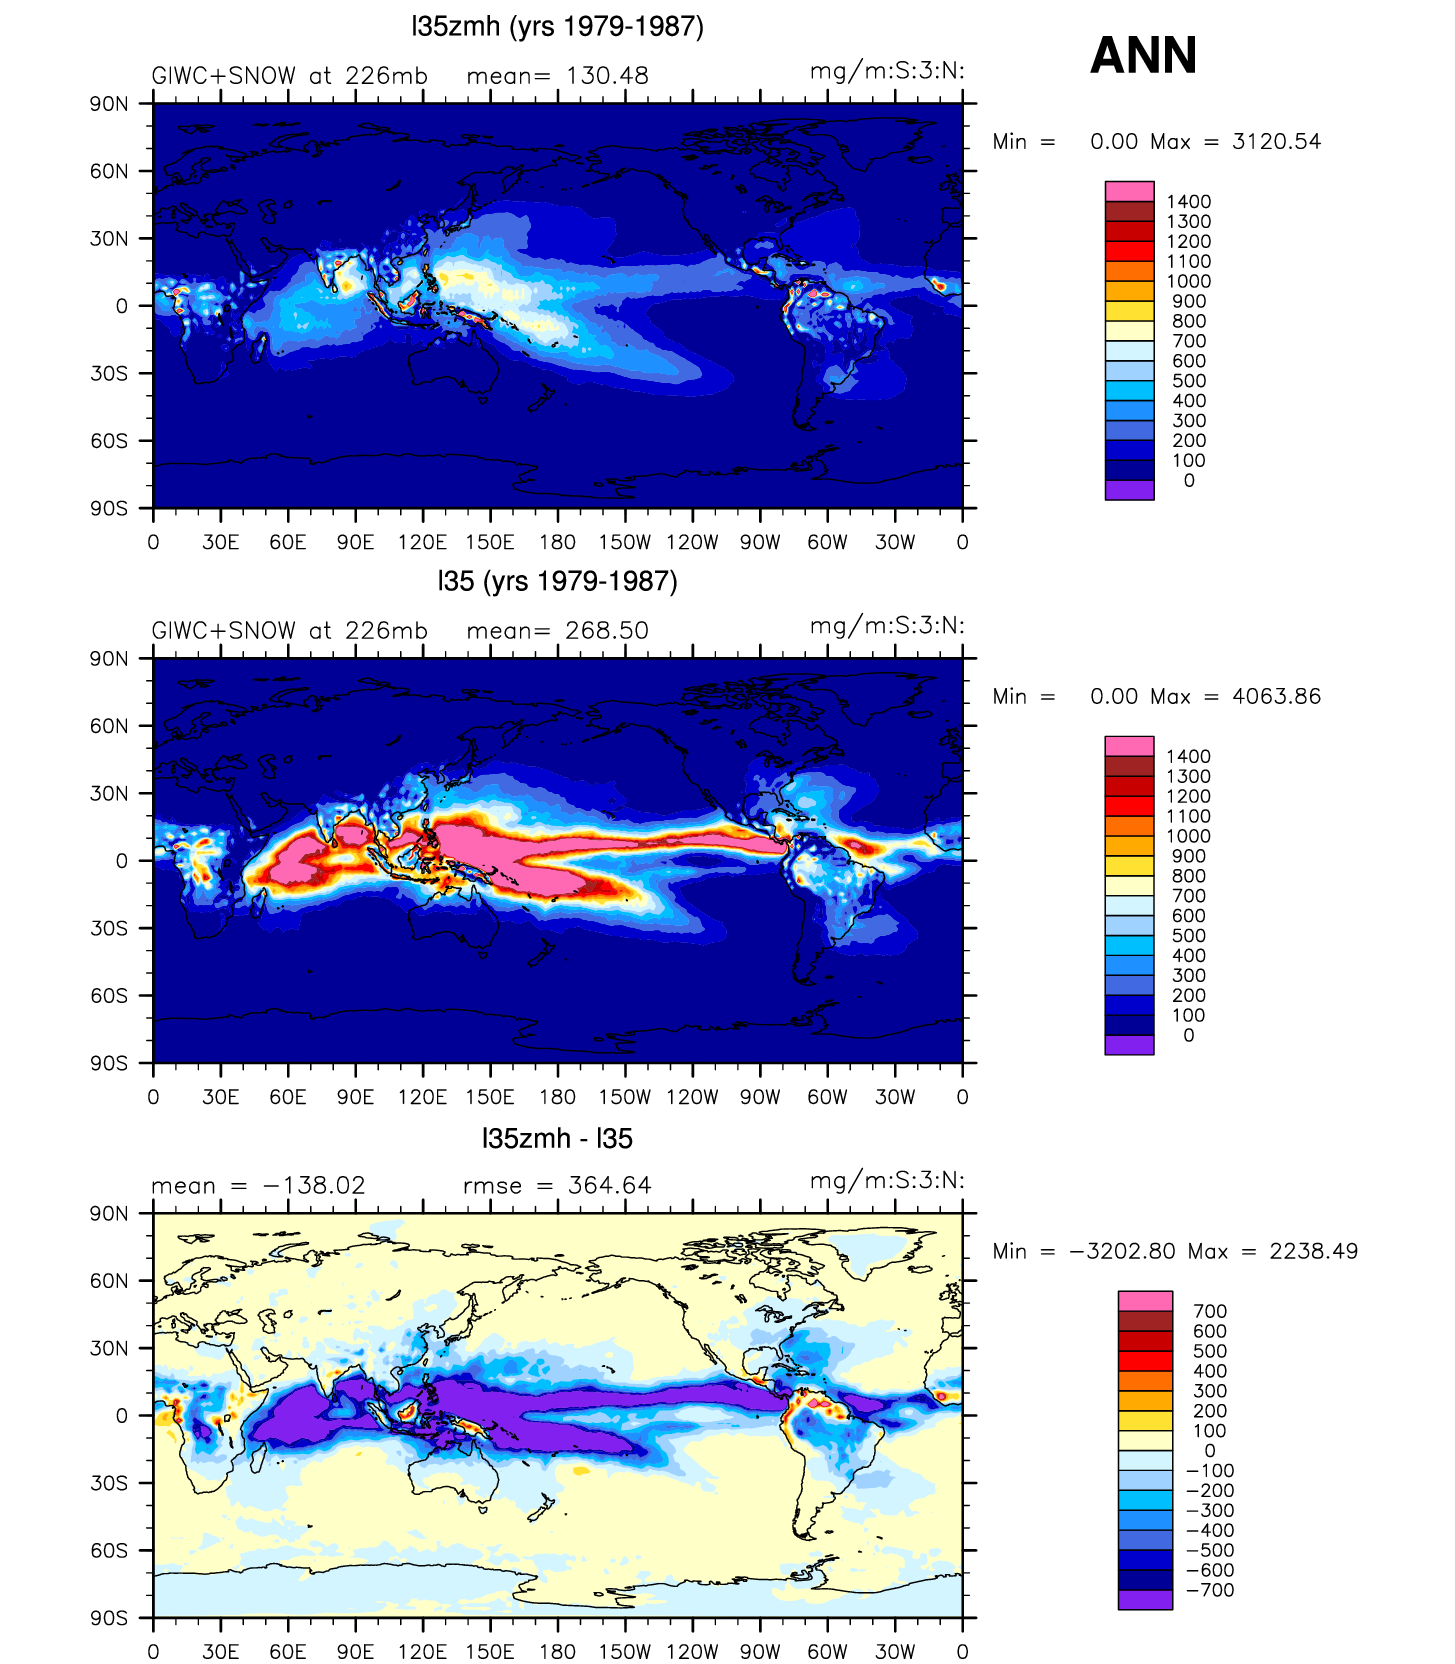 l35zmh (yrs 1979-1987)
ANN
GIWC+SNOW at 226mb mean= 130.48 mg/m:S:3:N:
Min = 0.00 Max = 3120.54
90N
60N
30N
0
30S
60S
90S
0 30E 60E 90E 120E 150E 180 150W 120W 90W 60W 30W 0
1400
1300
1200
1100
1000
900
800
700
600
500
400
300
200
100
0
l35 (yrs 1979-1987)
GIWC+SNOW at 226mb mean= 268.50 mg/m:S:3:N:
Min = 0.00 Max = 4063.86
90N
60N
30N
0
30S
60S
90S
0 30E 60E 90E 120E 150E 180 150W 120W 90W 60W 30W 0
1400
1300
1200
1100
1000
900
800
700
600
500
400
300
200
100
0
l35zmh - l35
mean = −138.02 rmse = 364.64 mg/m:S:3:N:
Min = −3202.80 Max = 2238.49
90N
60N
30N
0
30S
60S
90S
0 30E 60E 90E 120E 150E 180 150W 120W 90W 60W 30W 0
700
600
500
400
300
200
100
0
−100
−200
−300
−400
−500
−600
−700